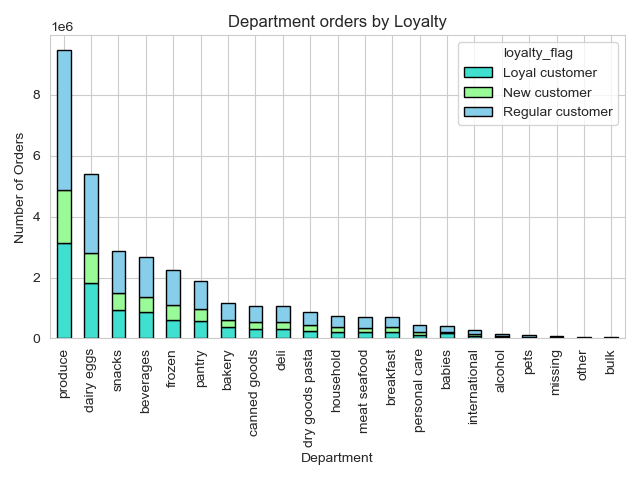 Department orders by Loyalty
1e6
loyalty_flag
Loyal customer
New customer
Regular customer
8
6
4
2
0
Number of Orders
produce
dairy eggs
snacks
beverages
frozen
pantry
bakery
canned goods
deli
dry goods pasta
household
meat seafood
breakfast
personal care
babies
international
alcohol
pets
missing
other
bulk
Department